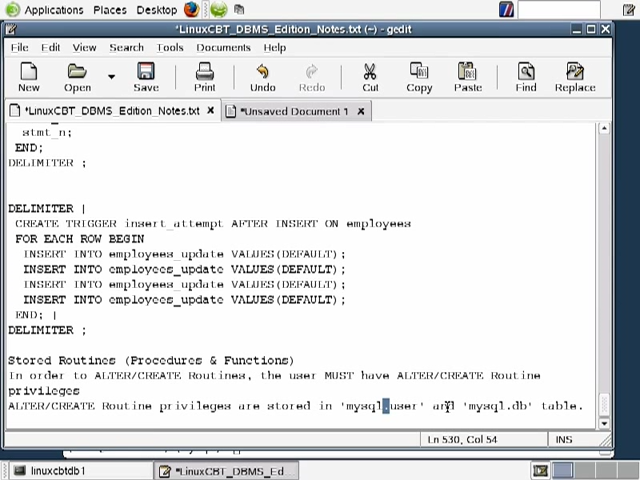 Applications Places Desktop
*LinuxCBT_DBMS_Edition_Notes.txt (~) - gedit
File Edit View Search Tools Documents Help
New Open Save Print Undo Redo Cut Copy Paste Find Replace
*LinuxCBT_DBMS_Edition_Notes.txt x *Unsaved Document 1 x
stmt_n;
END;
DELIMITER ;
DELIMITER |
CREATE TRIGGER insert_attempt AFTER INSERT ON employees
FOR EACH ROW BEGIN
INSERT INTO employees_update VALUES(DEFAULT);
INSERT INTO employees_update VALUES(DEFAULT);
INSERT INTO employees_update VALUES(DEFAULT);
INSERT INTO employees_update VALUES(DEFAULT);
END; |
DELIMITER ;
Stored Routines (Procedures & Functions)
In order to ALTER/CREATE Routines, the user MUST have ALTER/CREATE Routine
privileges
ALTER/CREATE Routine privileges are stored in 'mysql.user' and 'mysql.db' table.
Ln 530, Col 54 INS
linuxcbtdb1 *LinuxCBT_DBMS_Ed